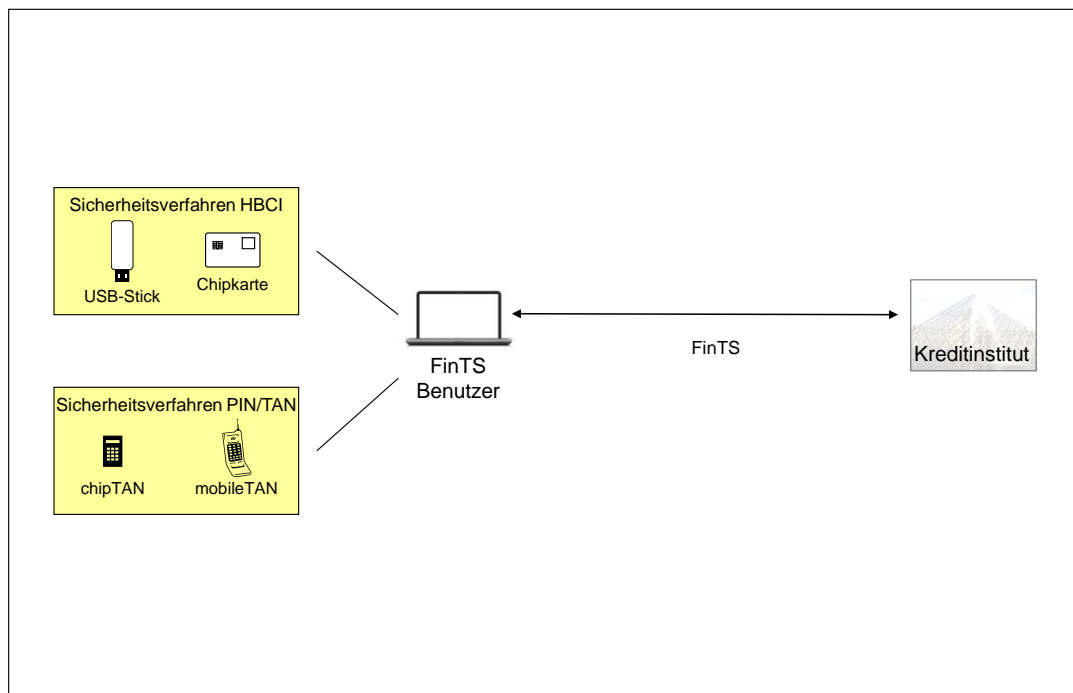 Sicherheitsverfahren HBCI
USB-Stick
Chipkarte
Sicherheitsverfahren PIN/TAN
chipTAN
mobileTAN
FinTS
Benutzer
FinTS
Kreditinstitut